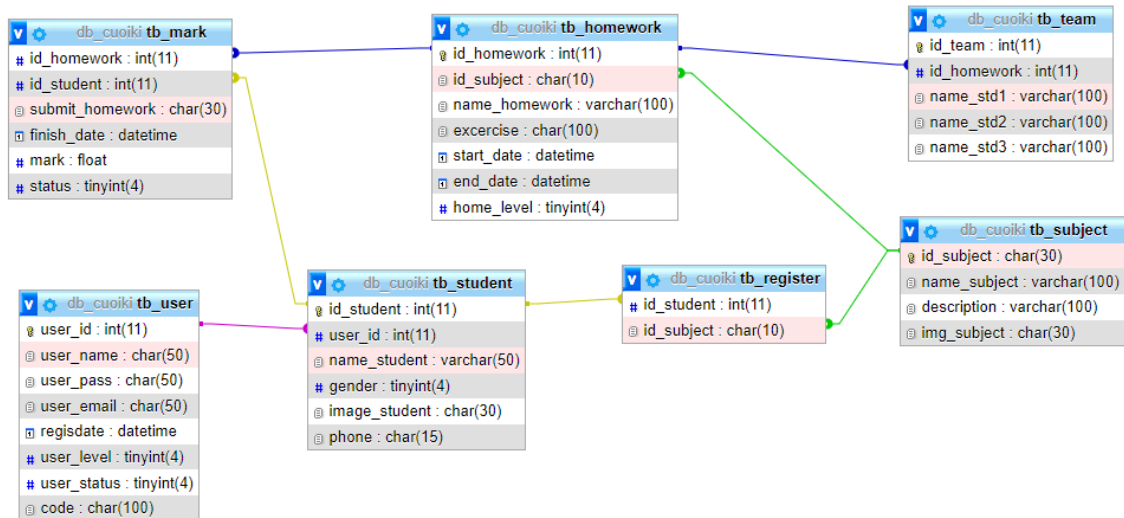 db_cuoiki tb_mark
id_homework : int(11)
id_student : int(11)
submit_homework : char(30)
finish_date : datetime
mark : float
status : tinyint(4)
db_cuoiki tb_homework
id_homework : int(11)
id_subject : char(10)
name_homework : varchar(100)
excercise : char(100)
start_date : datetime
end_date : datetime
home_level : tinyint(4)
db_cuoiki tb_team
id_team : int(11)
id_homework : int(11)
name_std1 : varchar(100)
name_std2 : varchar(100)
name_std3 : varchar(100)
db_cuoiki tb_subject
id_subject : char(30)
name_subject : varchar(100)
description : varchar(100)
img_subject : char(30)
db_cuoiki tb_user
user_id : int(11)
user_name : char(50)
user_pass : char(50)
user_email : char(50)
regisdate : datetime
user_level : tinyint(4)
user_status : tinyint(4)
code : char(100)
db_cuoiki tb_student
id_student : int(11)
user_id : int(11)
name_student : varchar(50)
gender : tinyint(4)
image_student : char(30)
phone : char(15)
db_cuoiki tb_register
id_student : int(11)
id_subject : char(10)